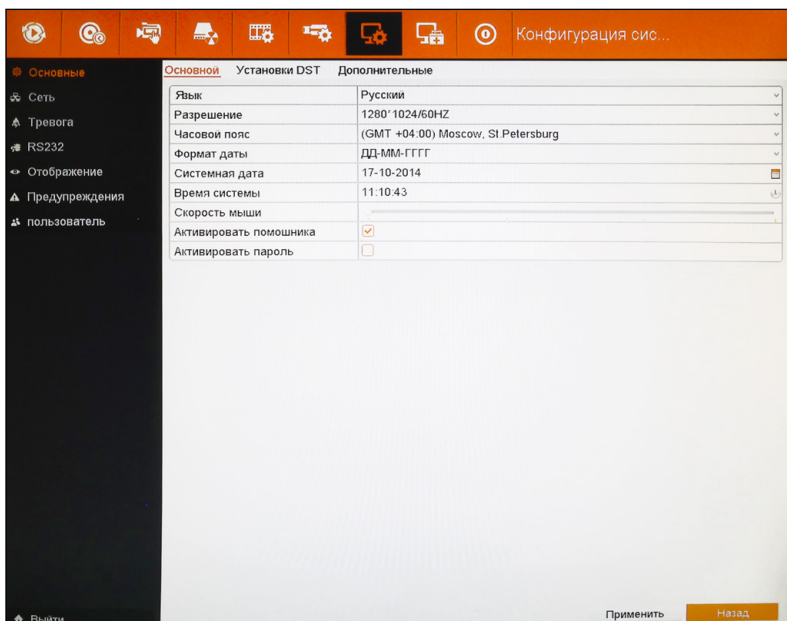 Конфигурация сис...
Основные
Сеть
Тревога
RS232
Отображение
Предупреждения
пользователь
Выйти
Основной Установки DST Дополнительные
Язык Русский
Разрешение 1280*1024/60HZ
Часовой пояс (GMT +04:00) Moscow, St.Petersburg
Формат даты ДД-ММ-ГГГГ
Системная дата 17-10-2014
Время системы 11:10:43
Скорость мыши
Активировать помошника
Активировать пароль
Применить Назад